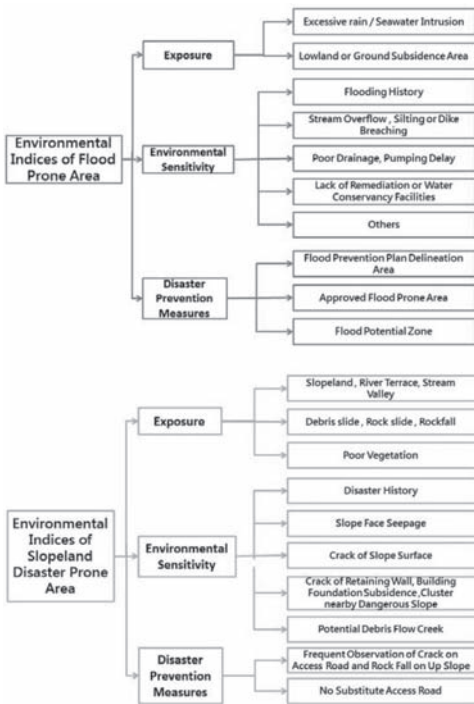 Excessive rain / Seawater Intrusion
Exposure
Lowland or Ground Subsidence Area
Flooding History
Stream Overflow , Silting or Dike
Breaching
Environmental
Indices of Flood
Prone Area
Environmental
Sensitivity
Poor Drainage, Pumping Delay
Lack of Remediation or Water
Conservancy Facilities
Others
Flood Prevention Plan Delineation
Area
Disaster
Prevention
Measures
Approved Flood Prone Area
Flood Potential Zone
Slopeland , River Terrace, Stream
Valley
Exposure
Debris slide , Rock slide , Rockfall
Poor Vegetation
Disaster History
Slope Face Seepage
Environmental
Indices of
Slopeland
Disaster Prone
Area
Environmental
Sensitivity
Crack of Slope Surface
Crack of Retaining Wall, Building
Foundation Subsidence ,Cluster
nearby Dangerous Slope
Potential Debris Flow Creek
Disaster
Prevention
Measures
Frequent Observation of Crack on
Access Road and Rock Fall on Up Slope
No Substitute Access Road